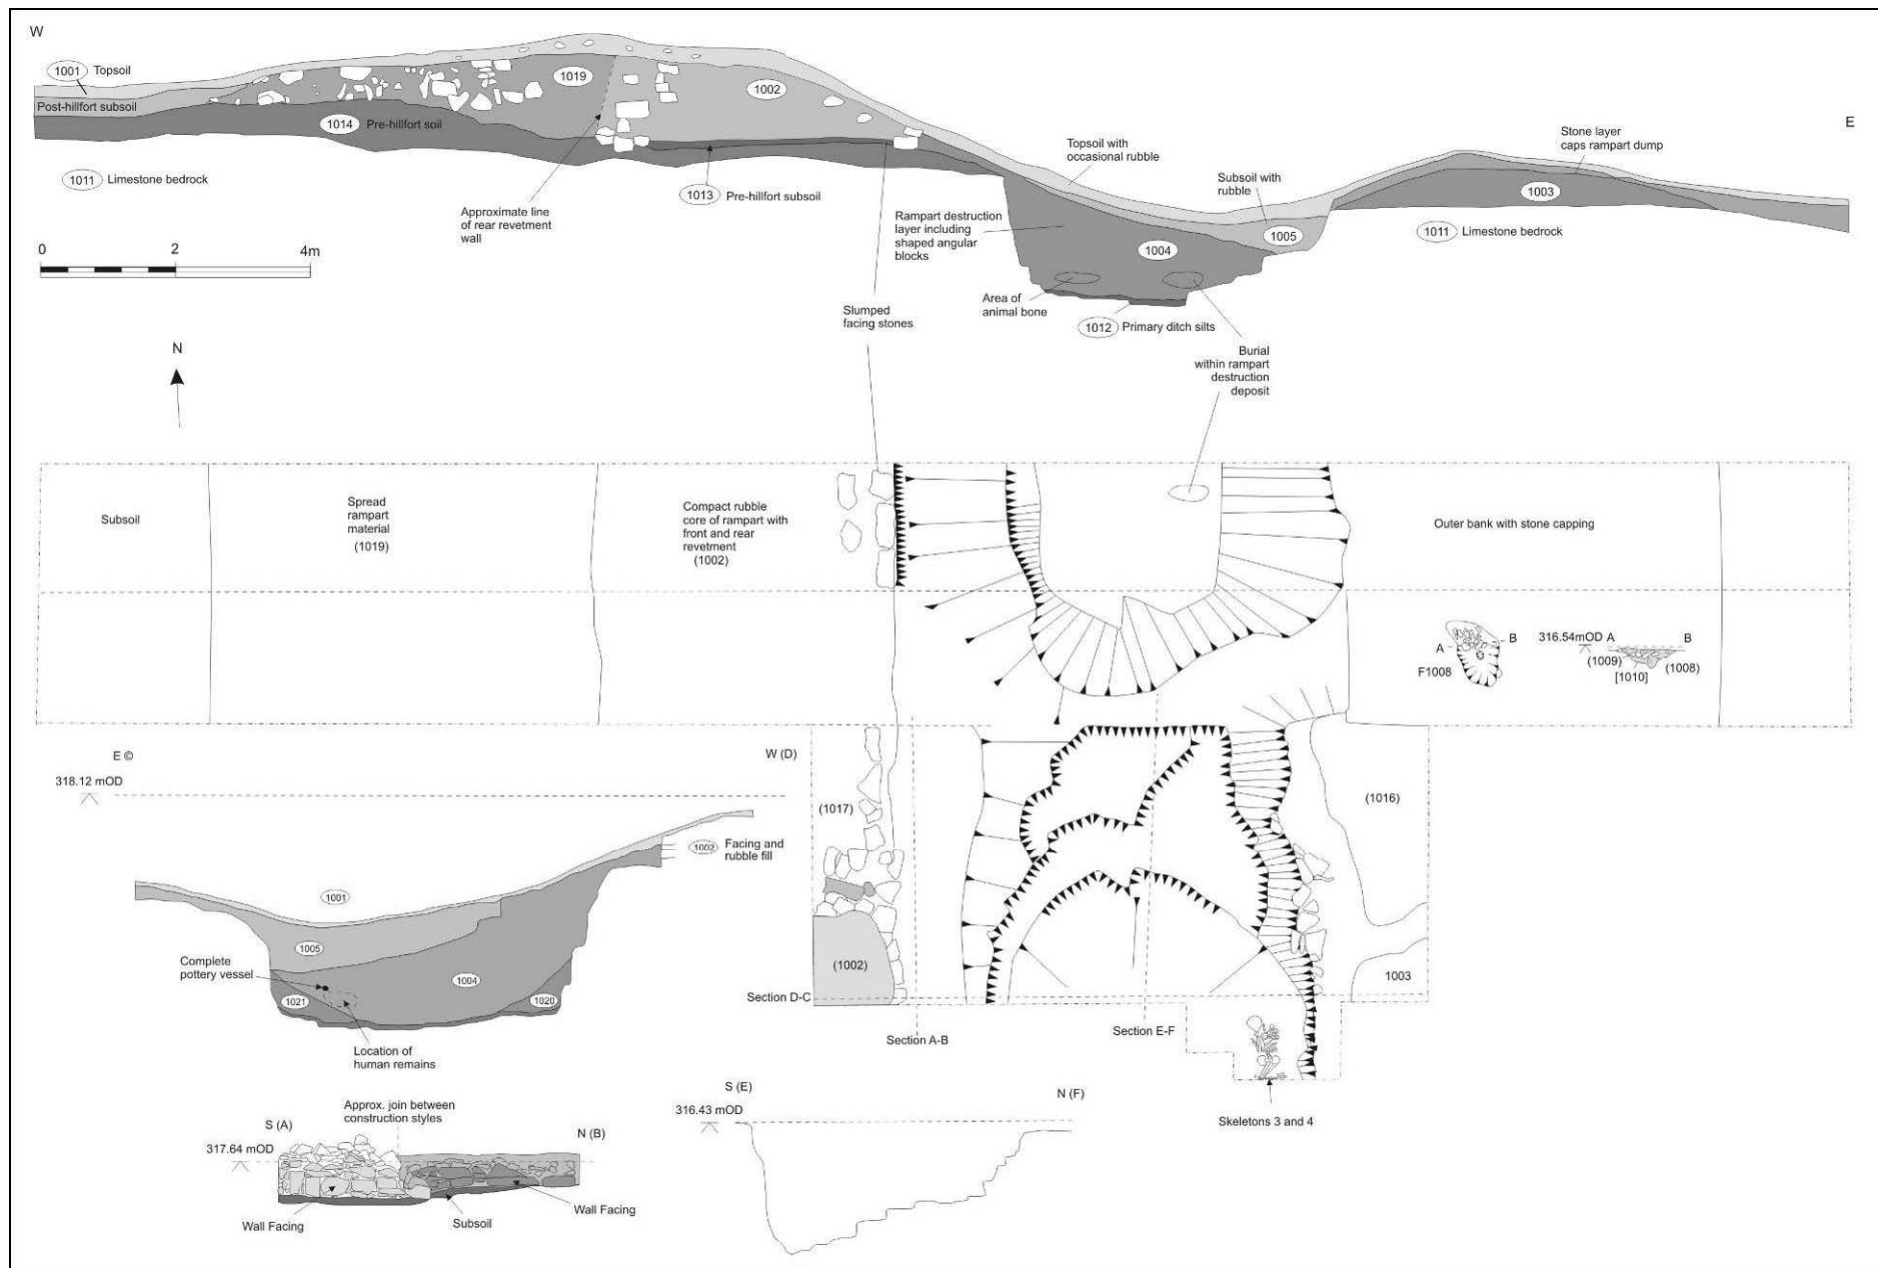 W
1001 Topsoil
Post-hillfort subsoil
1019
1002
1014 Pre-hillfort soil
1011 Limestone bedrock
1013 Pre-hillfort subsoil
Approximate line
of rear revetment
wall
0 2 4m
Topsoil with
occasional rubble
Subsoil with
rubble
Stone layer
caps rampart dump
E
1003
1011 Limestone bedrock
Rampart destruction
layer including
shaped angular
blocks
1004
1005
Area of
animal bone
1012 Primary ditch silts
Slumped
facing stones
Burial
within rampart
destruction
deposit
N
Subsoil
Spread
rampart
material
(1019)
Compact rubble
core of rampart with
front and rear
revetment
(1002)
Outer bank with stone capping
A
B
F1008
316.54mOD A B
(1009)
(1008)
[1010]
E ©
W (D)
318.12 mOD
1002 Facing and
rubble fill
1001
1005
Complete
pottery vessel
1004
1021
1020
Location of
human remains
(1017)
(1016)
(1002)
1003
Section D-C
Section A-B
Section E-F
Skeletons 3 and 4
Approx. join between
construction styles
S (A)
N (B)
317.64 mOD
Wall Facing
Subsoil
Wall Facing
S (E)
N (F)
316.43 mOD